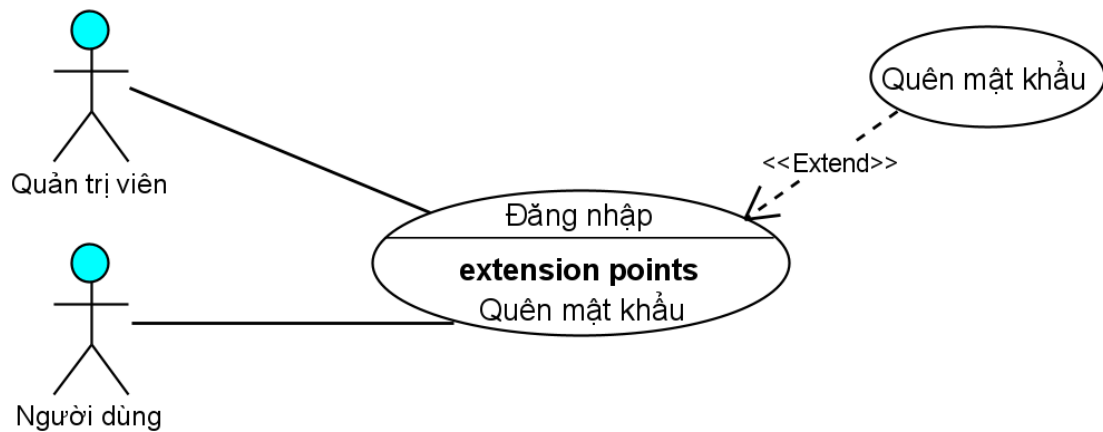 Quên mật khẩu
<<Extend>>
Quản trị viên
Đăng nhập
extension points
Quên mật khẩu
Người dùng